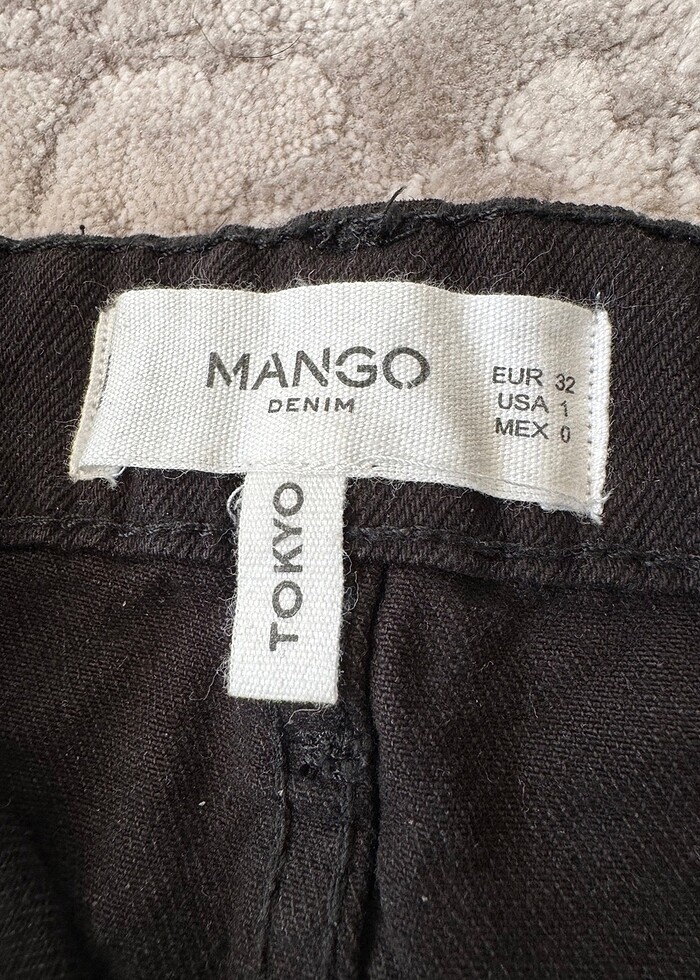 MANGO
DENIM
EUR 32
USA 1
MEX 0
TOKYO